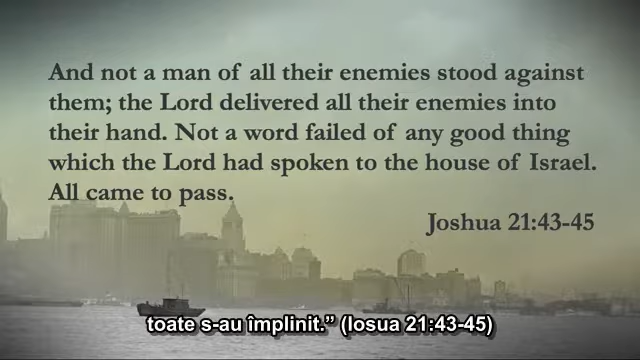 And not a man of all their enemies stood against
them; the Lord delivered all their enemies into
their hand. Not a word failed of any good thing
which the Lord had spoken to the house of Israel.
All came to pass.
Joshua 21:43-45
toate s-au împlinit.” (Iosua 21:43-45)